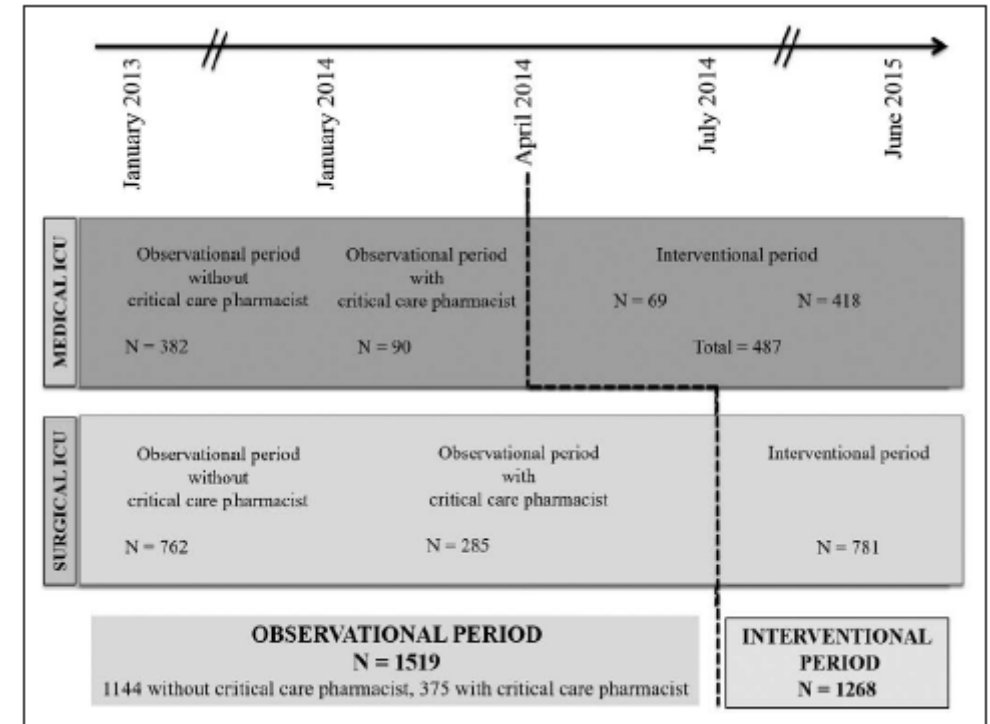 January 2013
January 2014
April 2014
July 2014
June 2015
MEDICAL ICU
Observational period
without
critical care pharmacist
N = 382
Observational period
with
critical care pharmacist
N = 90
Interventional period
N = 69
N = 418
Total = 487
SURGICAL ICU
Observational period
without
critical care pharmacist
N = 762
Observational period
with
critical care pharmacist
N = 285
Interventional period
N = 781
OBSERVATIONAL PERIOD
N = 1519
1144 without critical care pharmacist, 375 with critical care pharmacist
INTERVENTIONAL
PERIOD
N = 1268